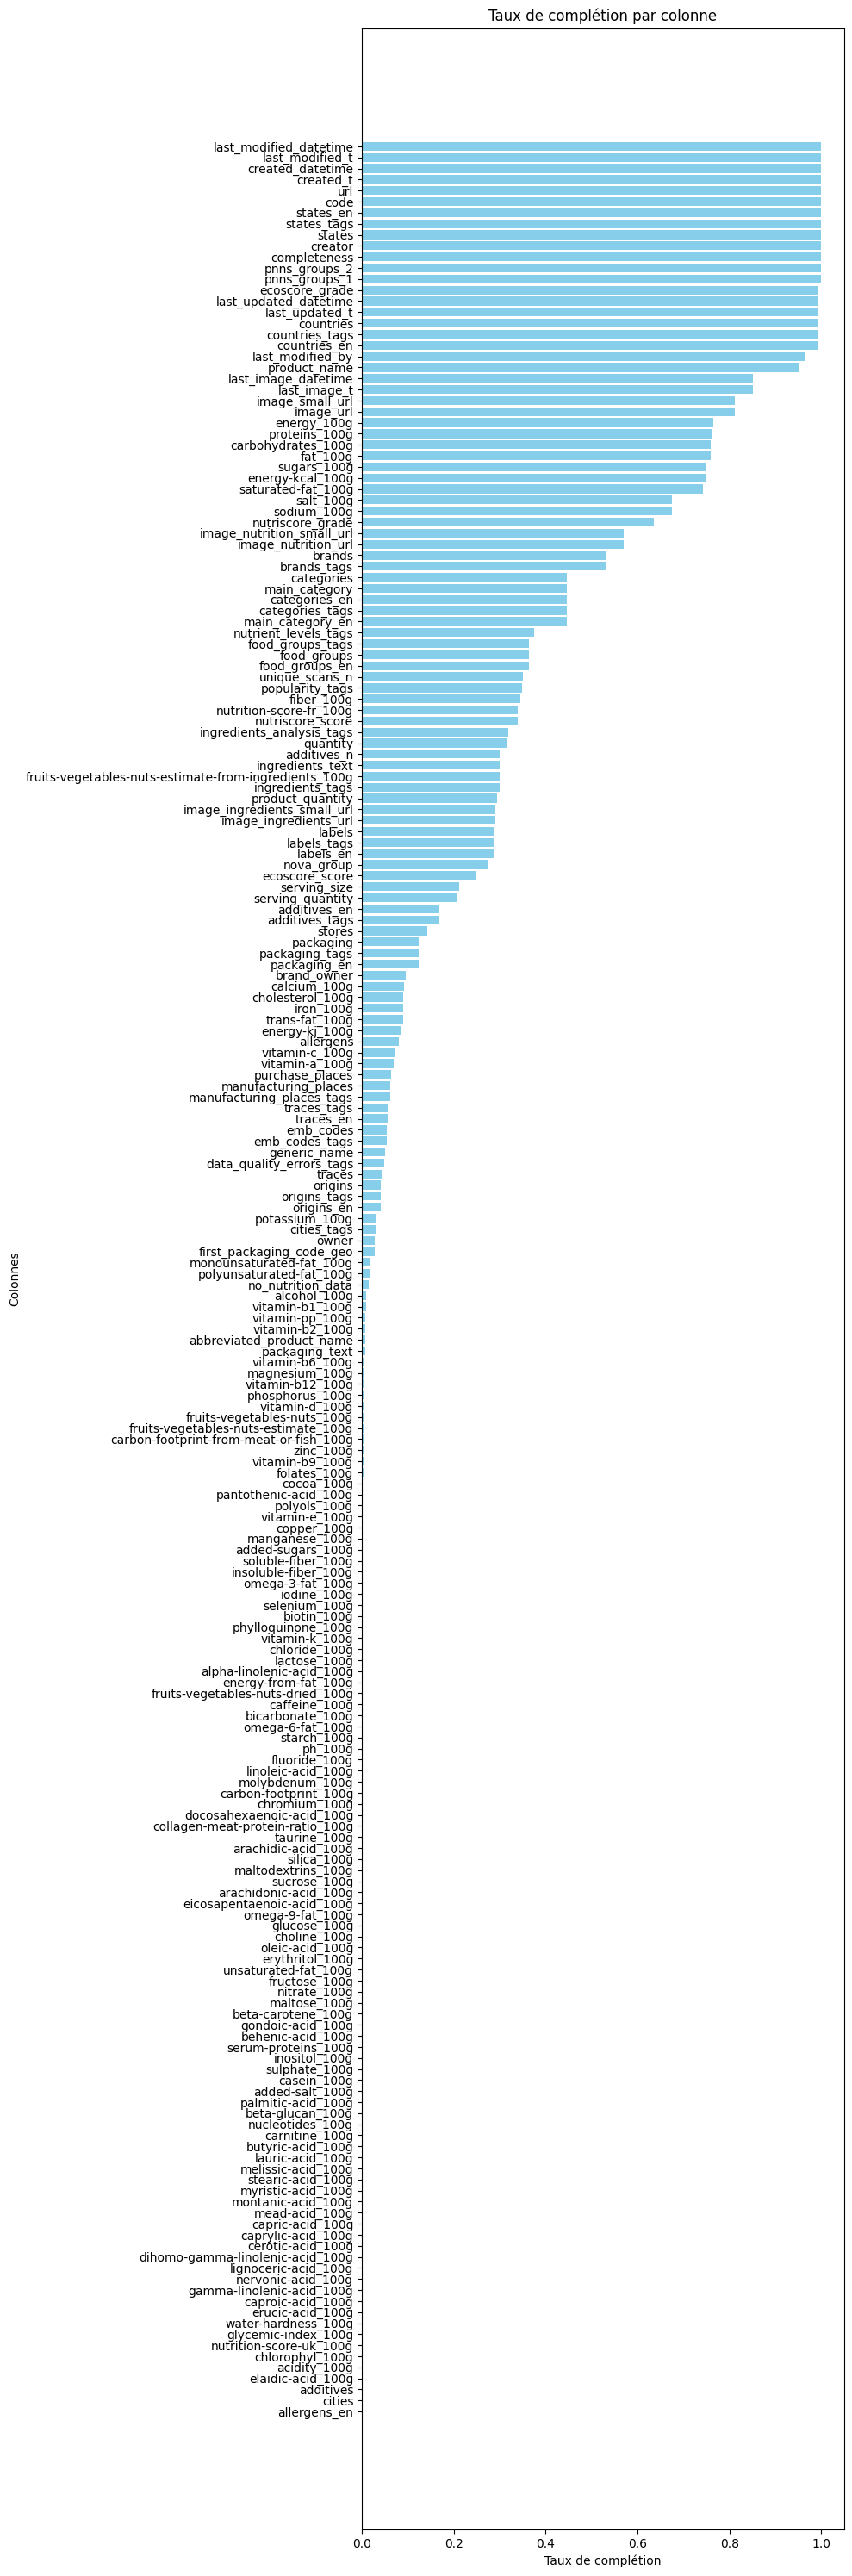 Taux de complétion par colonne
last_modified_datetime
last_modified_t
created_datetime
created_t
url
code
states_en
states_tags
states
creator
completeness
pnns_groups_2
pnns_groups_1
ecoscore_grade
last_updated_datetime
last_updated_t
countries
countries_tags
countries_en
last_modified_by
product_name
last_image_datetime
last_image_t
image_small_url
image_url
energy_100g
proteins_100g
carbohydrates_100g
fat_100g
sugars_100g
energy-kcal_100g
saturated-fat_100g
salt_100g
sodium_100g
nutriscore_grade
image_nutrition_small_url
image_nutrition_url
brands
brands_tags
categories
main_category
categories_en
categories_tags
main_category_en
nutrient_levels_tags
food_groups_tags
food_groups
food_groups_en
unique_scans_n
popularity_tags
fiber_100g
nutrition-score-fr_100g
nutriscore_score
ingredients_analysis_tags
quantity
additives_n
ingredients_text
fruits-vegetables-nuts-estimate-from-ingredients_100g
ingredients_tags
product_quantity
image_ingredients_small_url
image_ingredients_url
labels
labels_tags
labels_en
nova_group
ecoscore_score
serving_size
serving_quantity
additives_en
additives_tags
stores
packaging
packaging_tags
packaging_en
brand_owner
calcium_100g
cholesterol_100g
iron_100g
trans-fat_100g
energy-kj_100g
allergens
vitamin-c_100g
vitamin-a_100g
purchase_places
manufacturing_places
manufacturing_places_tags
traces_tags
traces_en
emb_codes
emb_codes_tags
generic_name
data_quality_errors_tags
traces
origins
origins_tags
origins_en
potassium_100g
cities_tags
owner
first_packaging_code_geo
monounsaturated-fat_100g
polyunsaturated-fat_100g
no_nutrition_data
alcohol_100g
vitamin-b1_100g
vitamin-pp_100g
vitamin-b2_100g
abbreviated_product_name
packaging_text
vitamin-b6_100g
magnesium_100g
vitamin-b12_100g
phosphorus_100g
vitamin-d_100g
fruits-vegetables-nuts_100g
fruits-vegetables-nuts-estimate_100g
carbon-footprint-from-meat-or-fish_100g
zinc_100g
vitamin-b9_100g
folates_100g
cocoa_100g
pantothenic-acid_100g
polyols_100g
vitamin-e_100g
copper_100g
manganese_100g
added-sugars_100g
soluble-fiber_100g
insoluble-fiber_100g
omega-3-fat_100g
iodine_100g
selenium_100g
biotin_100g
phylloquinone_100g
vitamin-k_100g
chloride_100g
lactose_100g
alpha-linolenic-acid_100g
energy-from-fat_100g
fruits-vegetables-nuts-dried_100g
caffeine_100g
bicarbonate_100g
omega-6-fat_100g
starch_100g
ph_100g
fluoride_100g
linoleic-acid_100g
molybdenum_100g
carbon-footprint_100g
chromium_100g
docosahexaenoic-acid_100g
collagen-meat-protein-ratio_100g
taurine_100g
arachidic-acid_100g
silica_100g
maltodextrins_100g
sucrose_100g
arachidonic-acid_100g
eicosapentaenoic-acid_100g
omega-9-fat_100g
glucose_100g
choline_100g
oleic-acid_100g
erythritol_100g
unsaturated-fat_100g
fructose_100g
nitrate_100g
maltose_100g
beta-carotene_100g
gondoic-acid_100g
behenic-acid_100g
serum-proteins_100g
inositol_100g
sulphate_100g
casein_100g
added-salt_100g
palmitic-acid_100g
beta-glucan_100g
nucleotides_100g
carnitine_100g
butyric-acid_100g
lauric-acid_100g
melissic-acid_100g
stearic-acid_100g
myristic-acid_100g
montanic-acid_100g
mead-acid_100g
capric-acid_100g
caprylic-acid_100g
cerotic-acid_100g
dihomo-gamma-linolenic-acid_100g
lignoceric-acid_100g
nervonic-acid_100g
gamma-linolenic-acid_100g
caproic-acid_100g
erucic-acid_100g
water-hardness_100g
glycemic-index_100g
nutrition-score-uk_100g
chlorophyl_100g
acidity_100g
elaidic-acid_100g
additives
cities
allergens_en
Colonnes
0.0 0.2 0.4 0.6 0.8 1.0
Taux de complétion